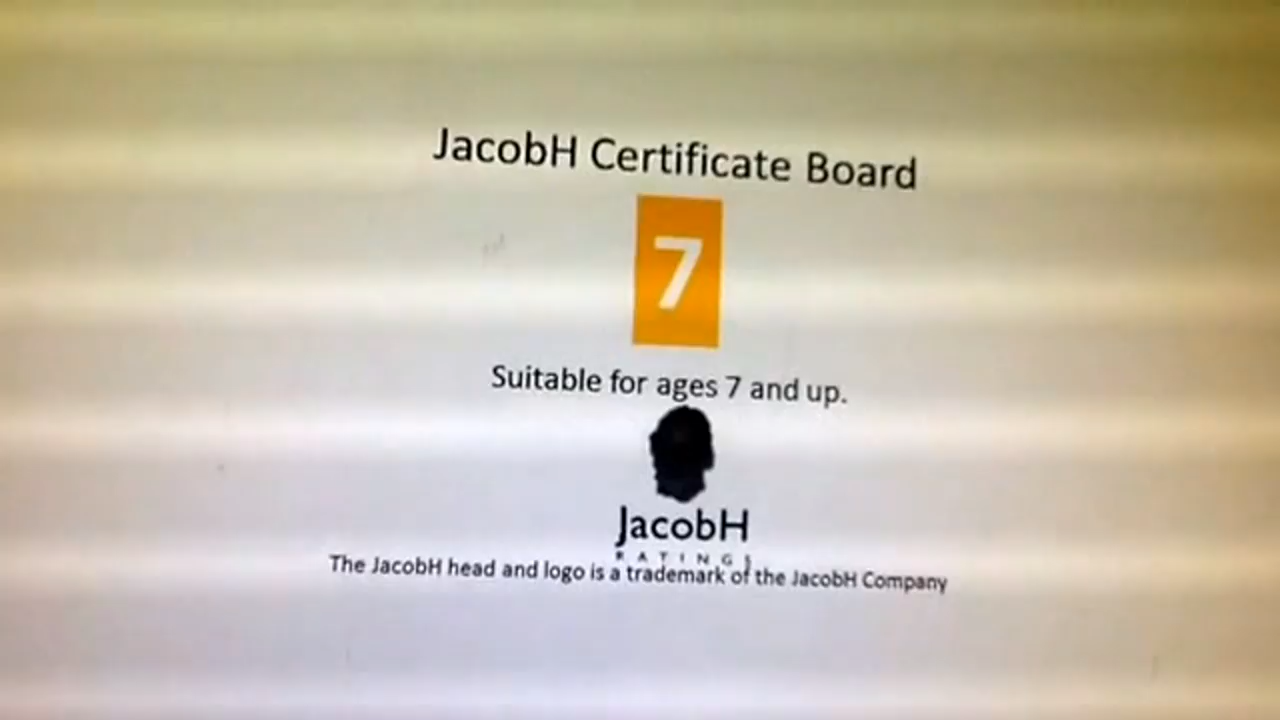 JacobH Certificate Board
7
Suitable for ages 7 and up.
JacobH
RATINGS
The JacobH head and logo is a trademark of the JacobH Company